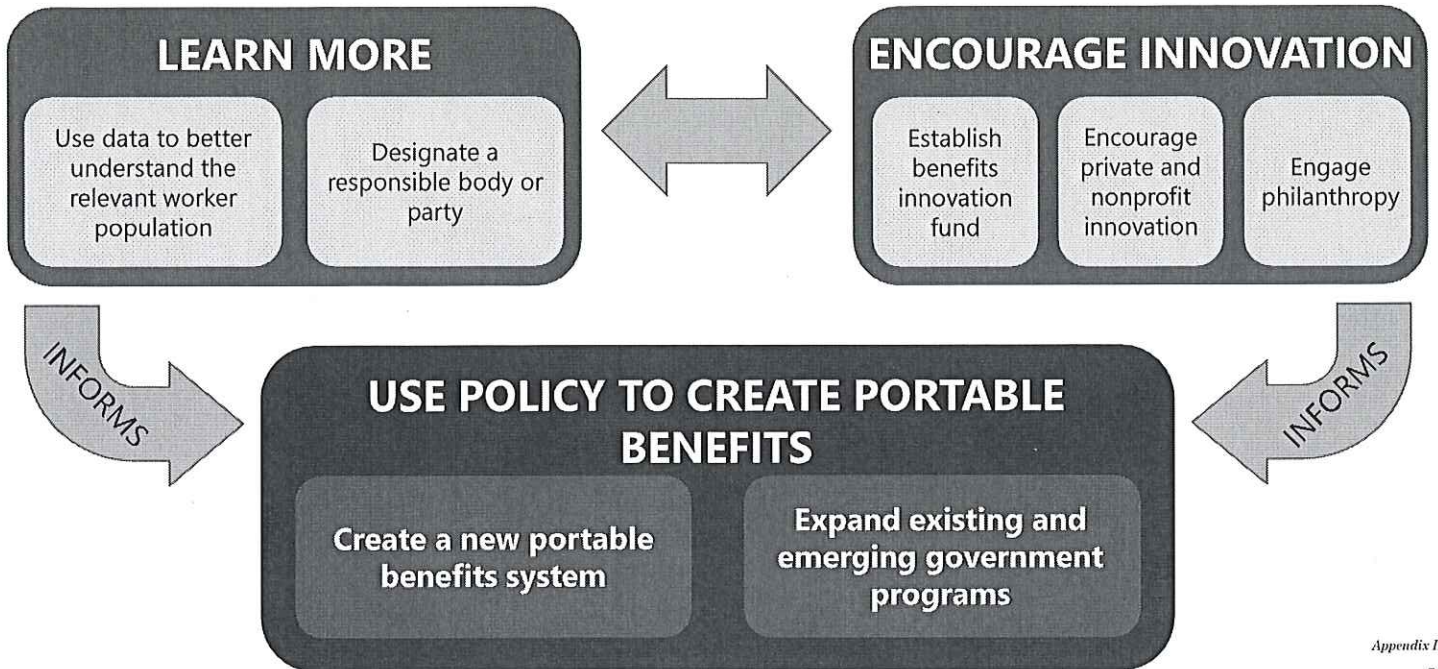 LEARN MORE
Use data to better
understand the
relevant worker
population
Designate a
responsible body or
party
ENCOURAGE INNOVATION
Establish
benefits
innovation
fund
Encourage
private and
nonprofit
innovation
Engage
philanthropy
INFORMS
INFORMS
USE POLICY TO CREATE PORTABLE
BENEFITS
Create a new portable
benefits system
Expand existing and
emerging government
programs
Appendix I